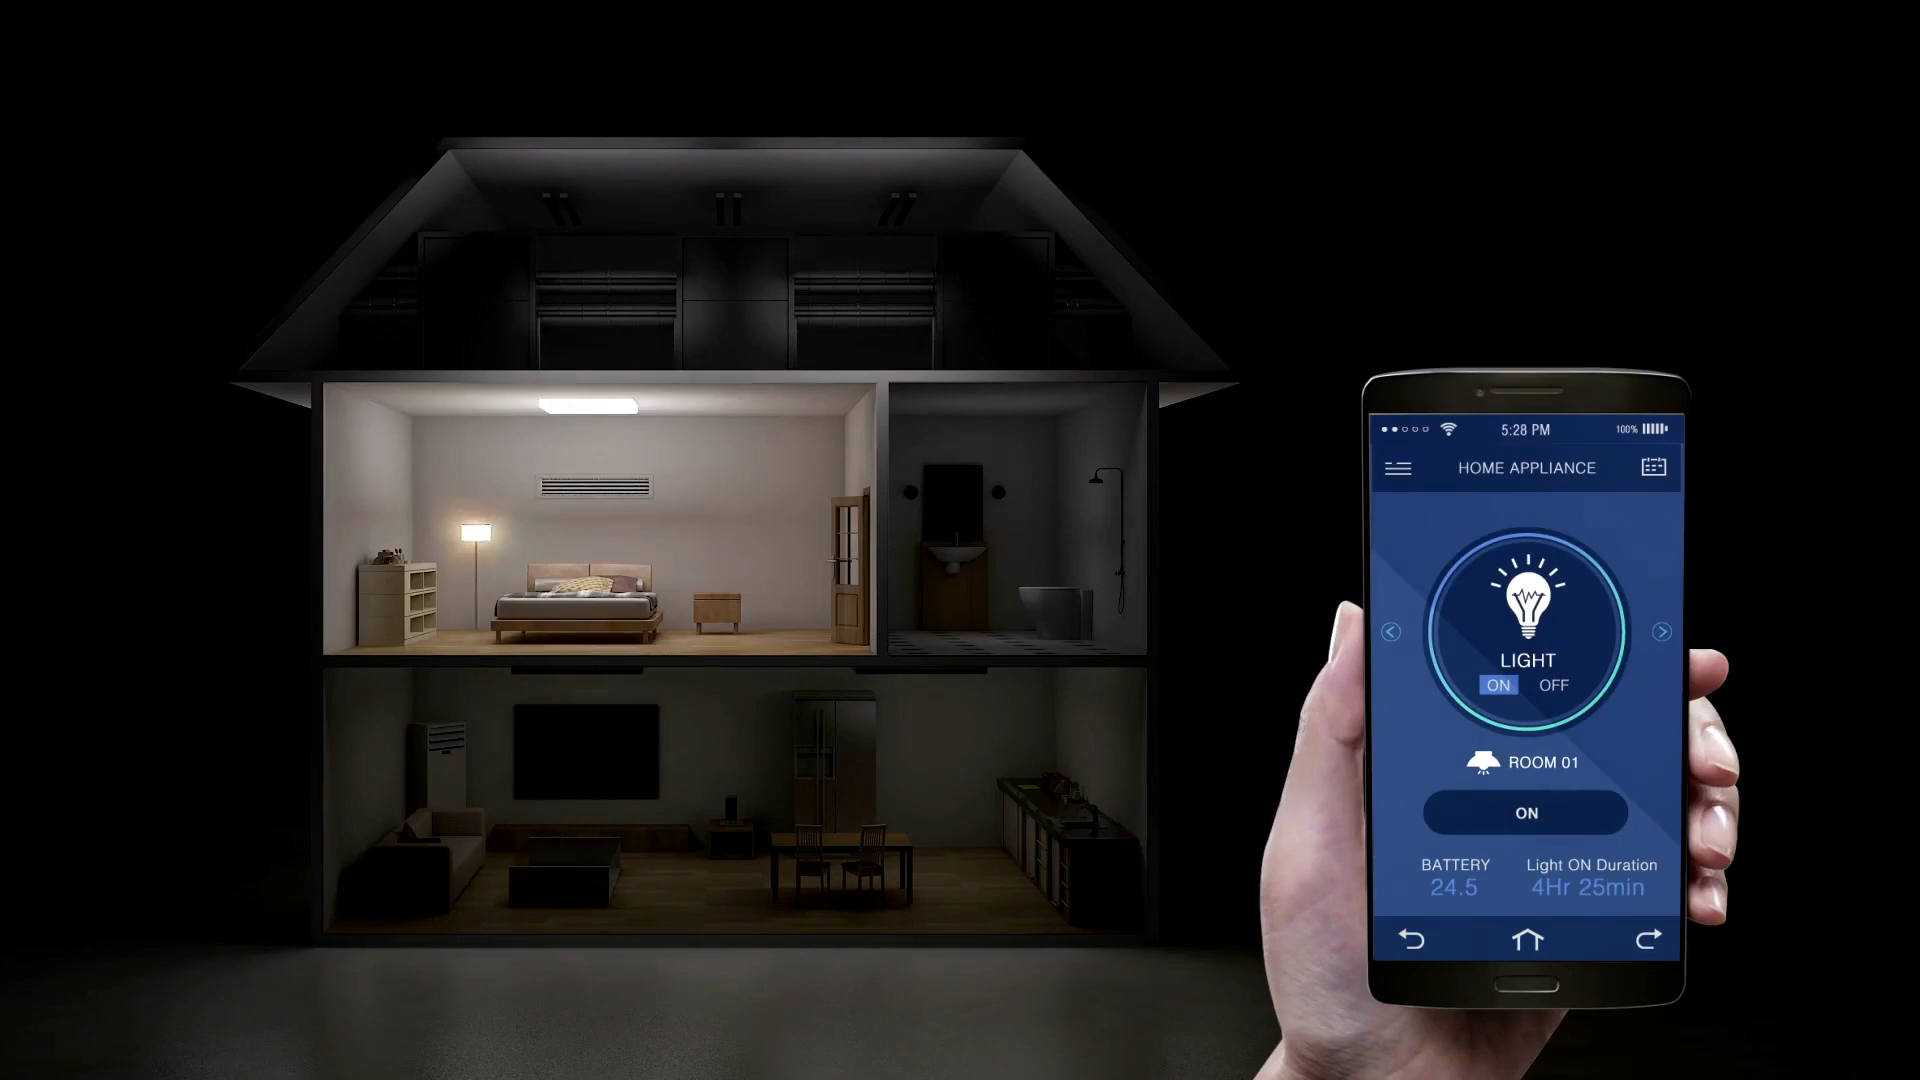 5:28 PM
100%
HOME APPLIANCE
LIGHT
ON OFF
ROOM 01
ON
BATTERY Light ON Duration
24.5 4Hr 25min